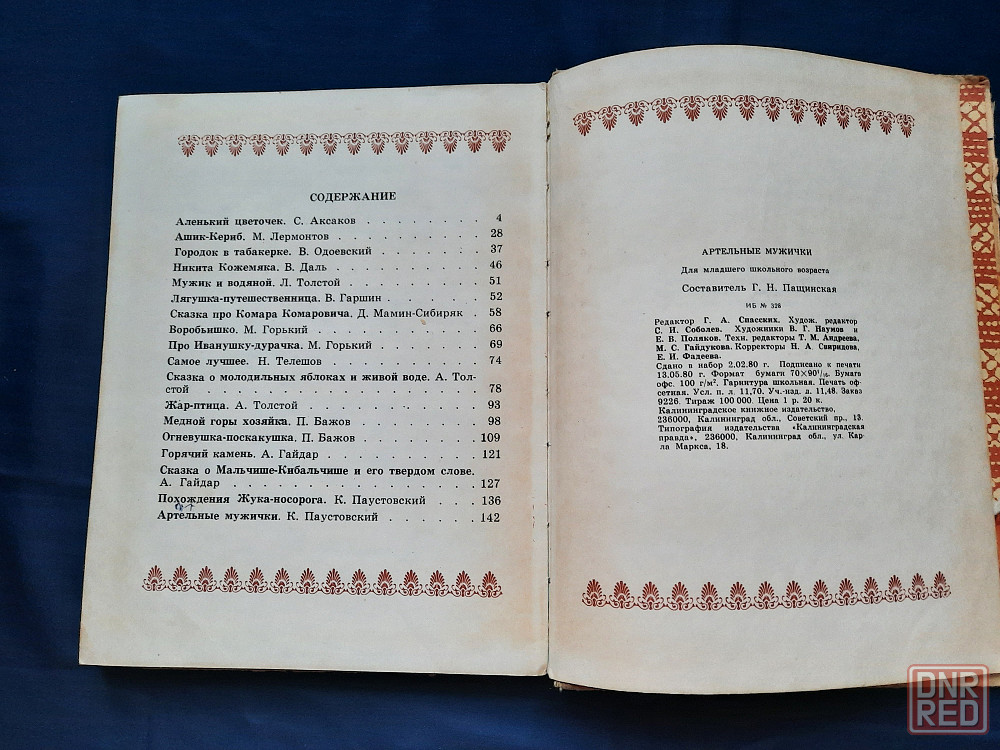 СОДЕРЖАНИЕ
Аленький цветочек. С. Аксаков . . . . . . . . 4
Ашик-Кериб. М. Лермонтов . . . . . . . . . . 28
Городок в табакерке. В. Одоевский . . . . . . . 37
Никита Кожемяка. В. Даль . . . . . . . . . . 46
Мужик и водяной. Л. Толстой . . . . . . . . . 51
Лягушка-путешественница. В. Гаршин . . . . . . 52
Сказка про Комара Комаровича. Д. Мамин-Сибиряк . 58
Воробьишко. М. Горький . . . . . . . . . . . 66
Про Иванушку-дурачка. М. Горький . . . . . . . 69
Самое лучшее. Н. Телешов . . . . . . . . . . 74
Сказка о молодильных яблоках и живой воде. А. Тол-
стой . . . . . . . . . . . . . . . . . 78
Жар-птица. А. Толстой . . . . . . . . . . . 93
Медной горы хозяйка. П. Бажов . . . . . . . . 98
Огневушка-поскакушка. П. Бажов . . . . . . . . 109
Горячий камень. А. Гайдар . . . . . . . . . . 121
Сказка о Мальчише-Кибальчише и его твердом слове.
А. Гайдар . . . . . . . . . . . . . . . 127
Похождения Жука-носорога. К. Паустовский . . . . 136
Артельные мужички. К. Паустовский . . . . . . 142
АРТЕЛЬНЫЕ МУЖИЧКИ
Для младшего школьного возраста
Составитель Г. Н. Пащинская
ИБ № 328
Редактор Г. А. Спасских. Худож. редактор
С. И. Соболев. Художники В. Г. Наумов и
Е. В. Поляков. Техн. редакторы Т. М. Андреева,
М. С. Гайдукова. Корректоры Н. А. Свиридова,
Е. И. Фадеева.
Сдано в набор 2.02.80 г. Подписано к печати
13.05.80 г. Формат бумаги 70×90¹/₁₆. Бумага
офс. 100 г/м². Гарнитура школьная. Печать оф-
сетная. Усл. п. л. 11,70. Уч.-изд. л. 11,48. Заказ
9226. Тираж 100 000. Цена 1 р. 20 к.
Калининградское книжное издательство,
236000, Калининград обл., Советский пр., 13.
Типография издательства «Калининградская
правда», 236000, Калининград обл., ул. Кар-
ла Маркса, 18.
DNR
RED